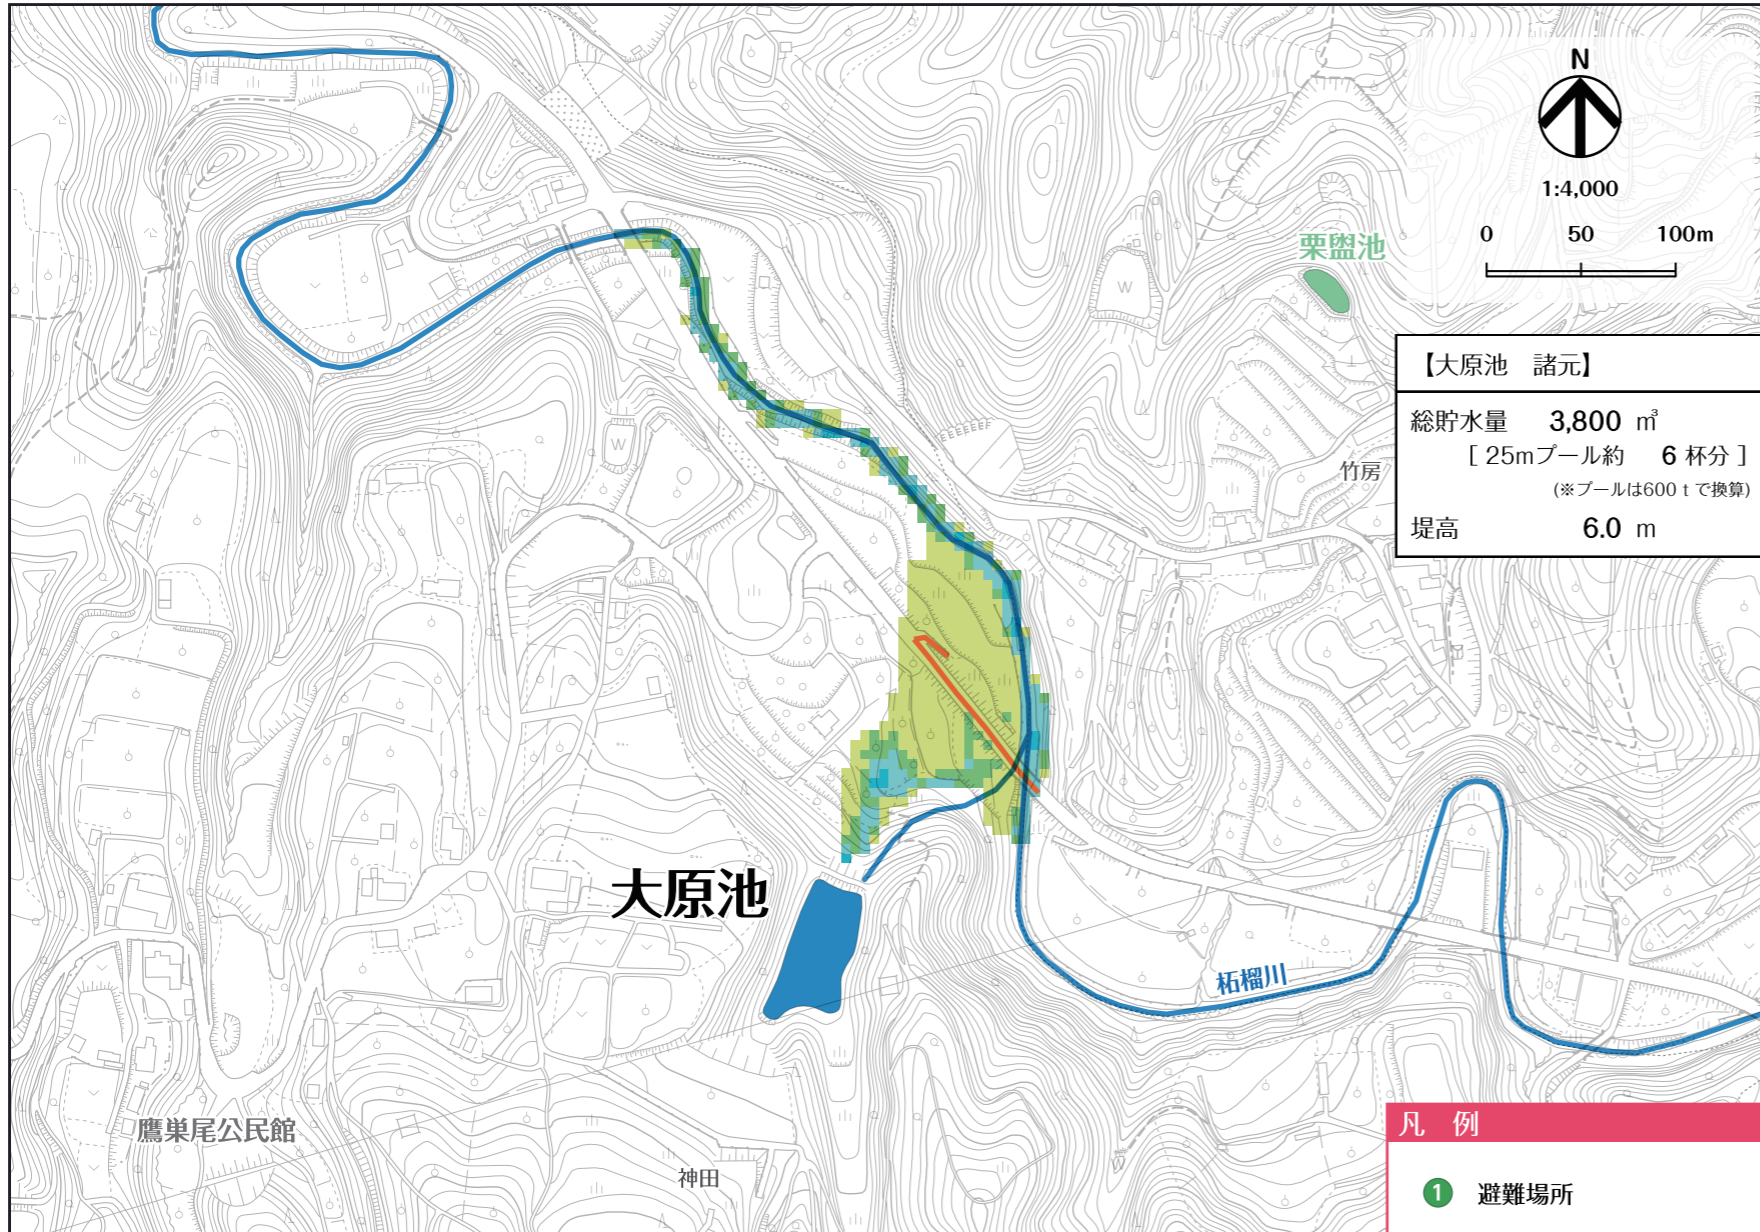 N
1:4,000
0 50 100m
栗盥池
【大原池 諸元】
総貯水量 3,800 ㎥
[ 25mプール約 6 杯分 ]
(※プールは600 t で換算)
堤高 6.0 m
竹房
大原池
柘榴川
鷹巣尾公民館
神田
凡 例
1 避難場所